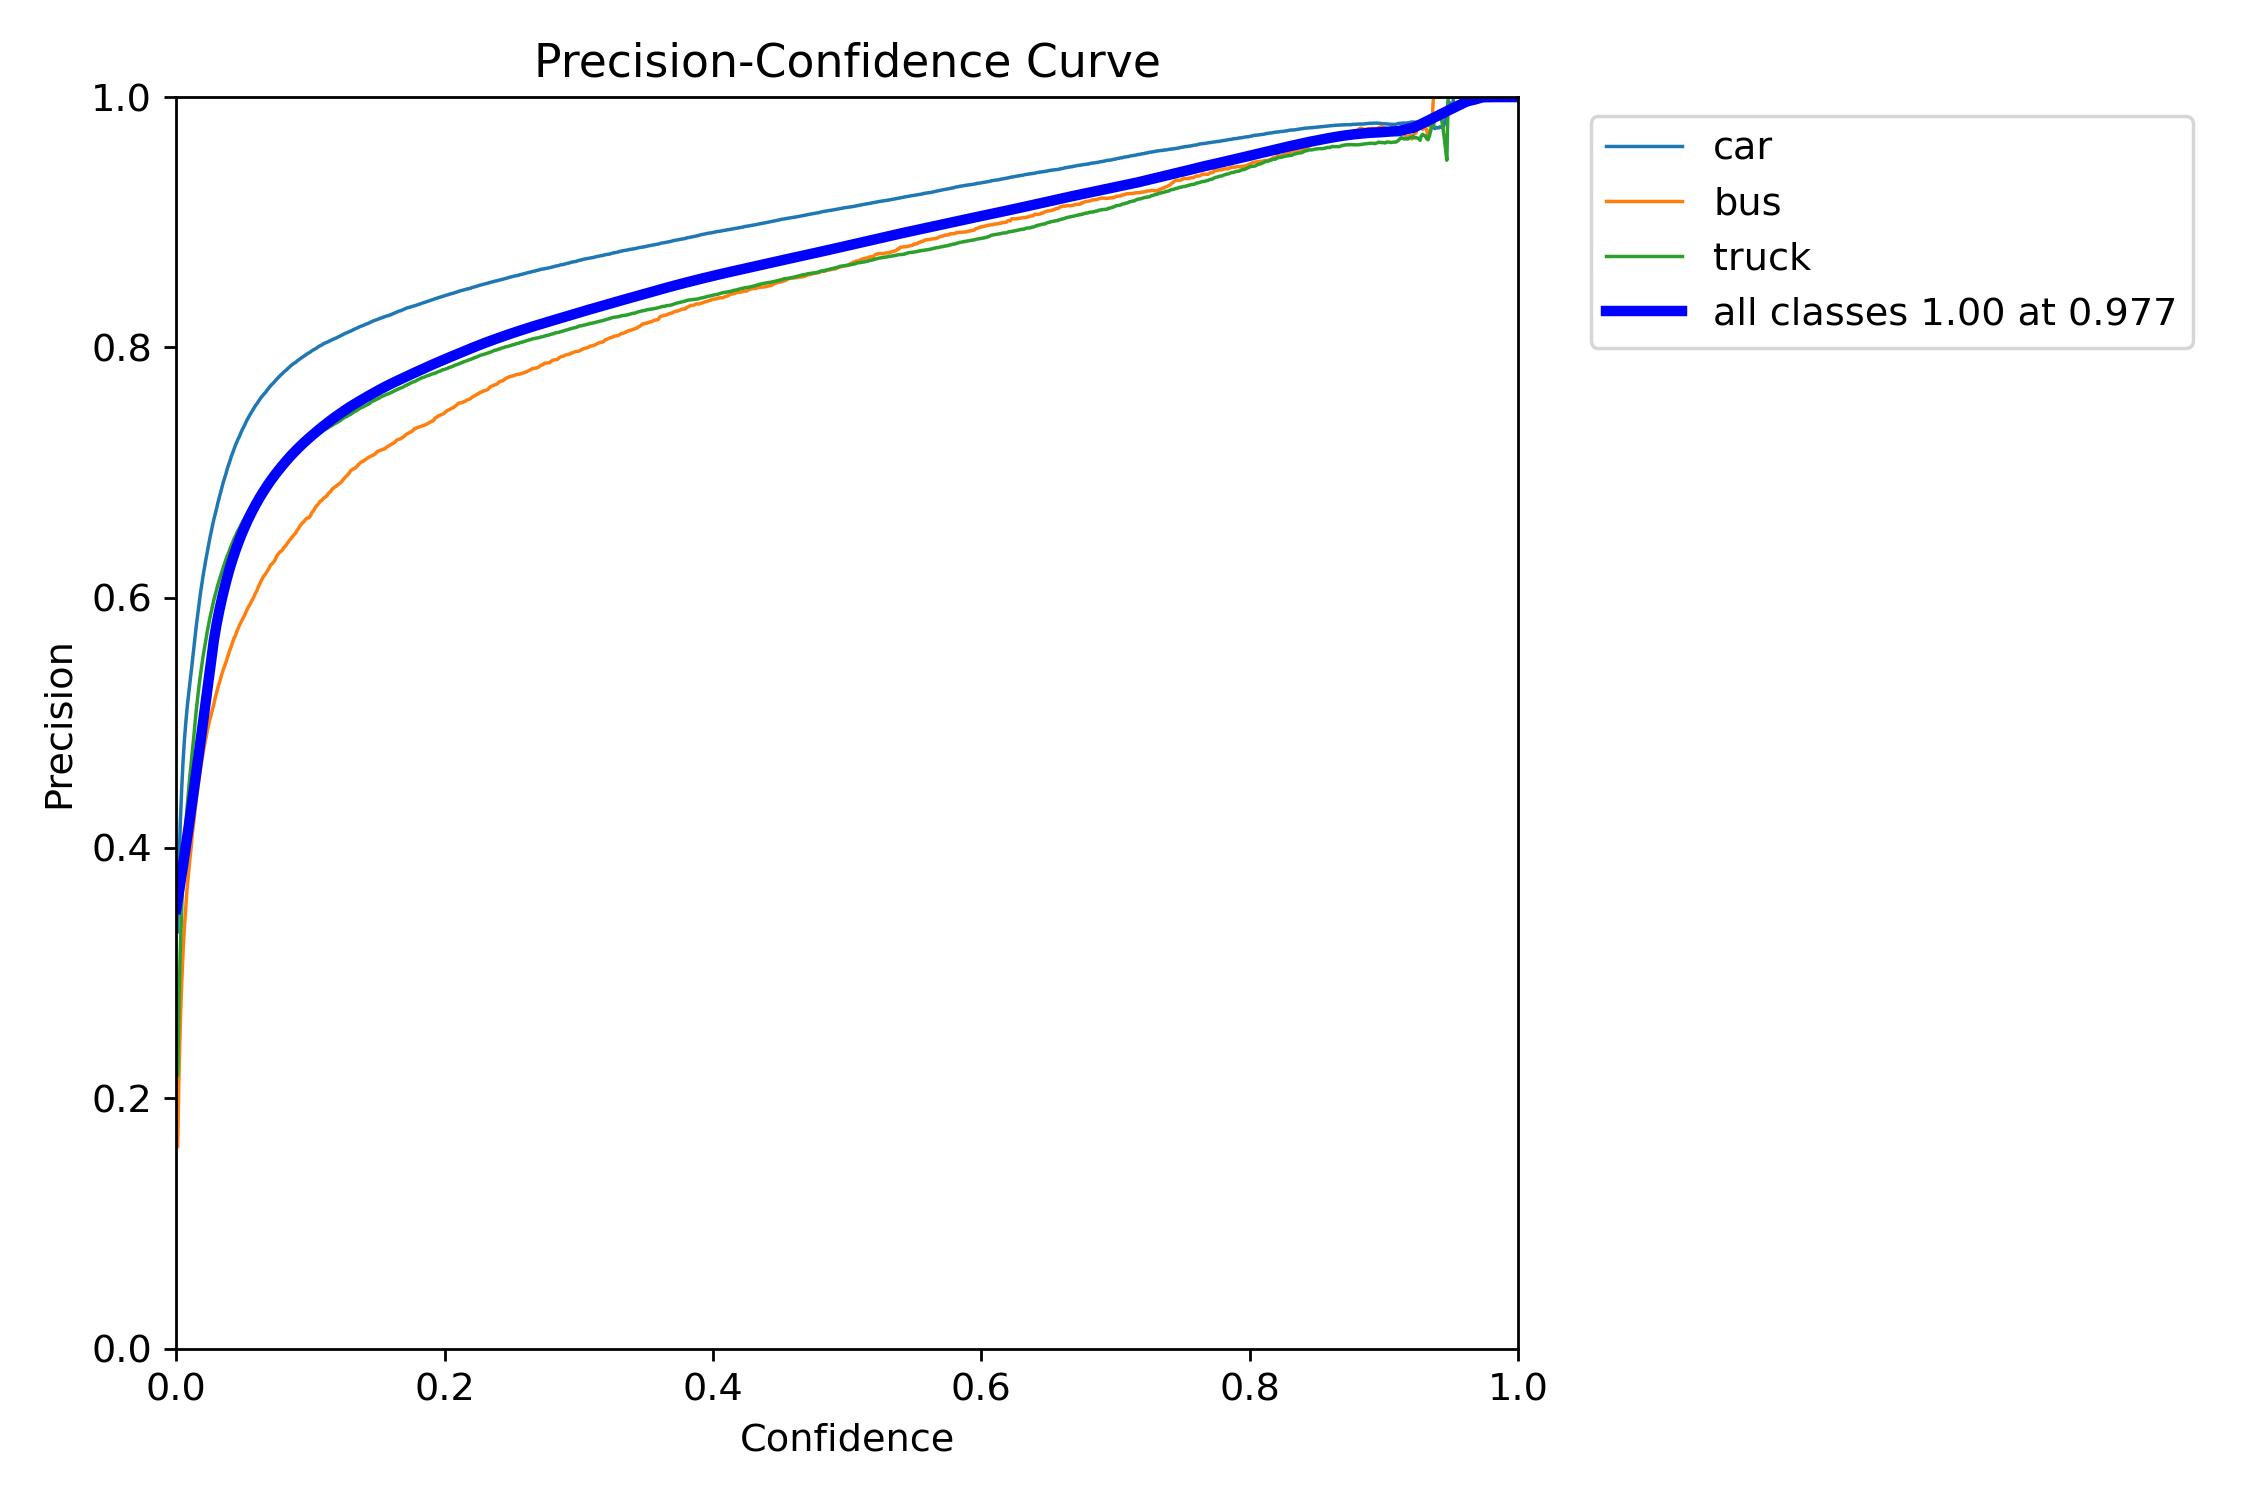 Precision-Confidence Curve
1.0
0.8
0.6
0.4
0.2
0.0
Precision
0.0 0.2 0.4 0.6 0.8 1.0
Confidence
car
bus
truck
all classes 1.00 at 0.977